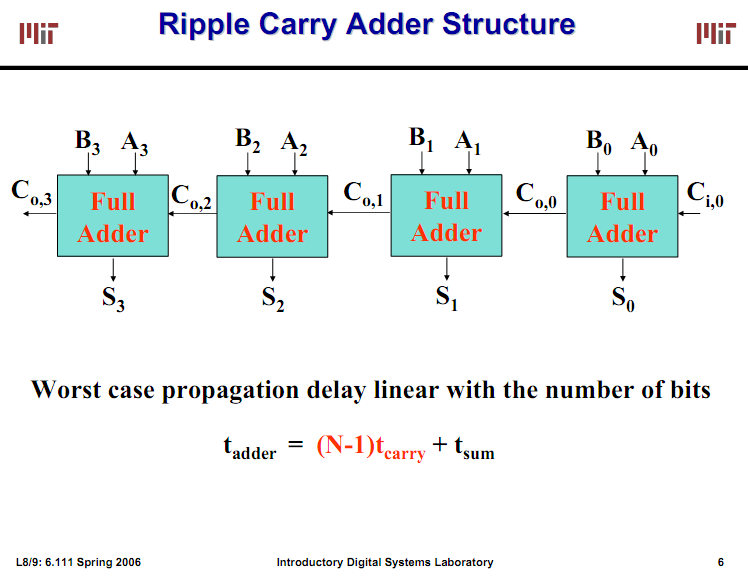 MIT
Ripple Carry Adder Structure
MIT
B3 A3 B2 A2 B1 A1 B0 A0
Co,3 Full Adder Co,2 Full Adder Co,1 Full Adder Co,0 Full Adder Ci,0
S3 S2 S1 S0
Worst case propagation delay linear with the number of bits
tadder = (N-1)tcarry + tsum
L8/9: 6.111 Spring 2006 Introductory Digital Systems Laboratory 6